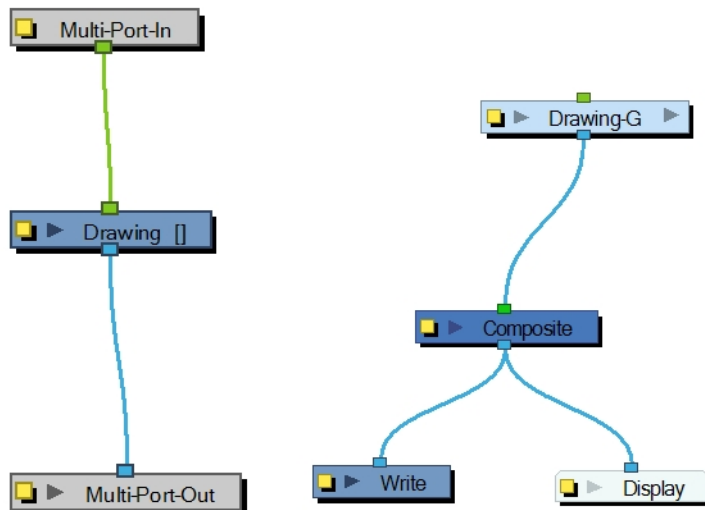 Multi-Port-In
Drawing []
Multi-Port-Out
Drawing-G
Composite
Write
Display